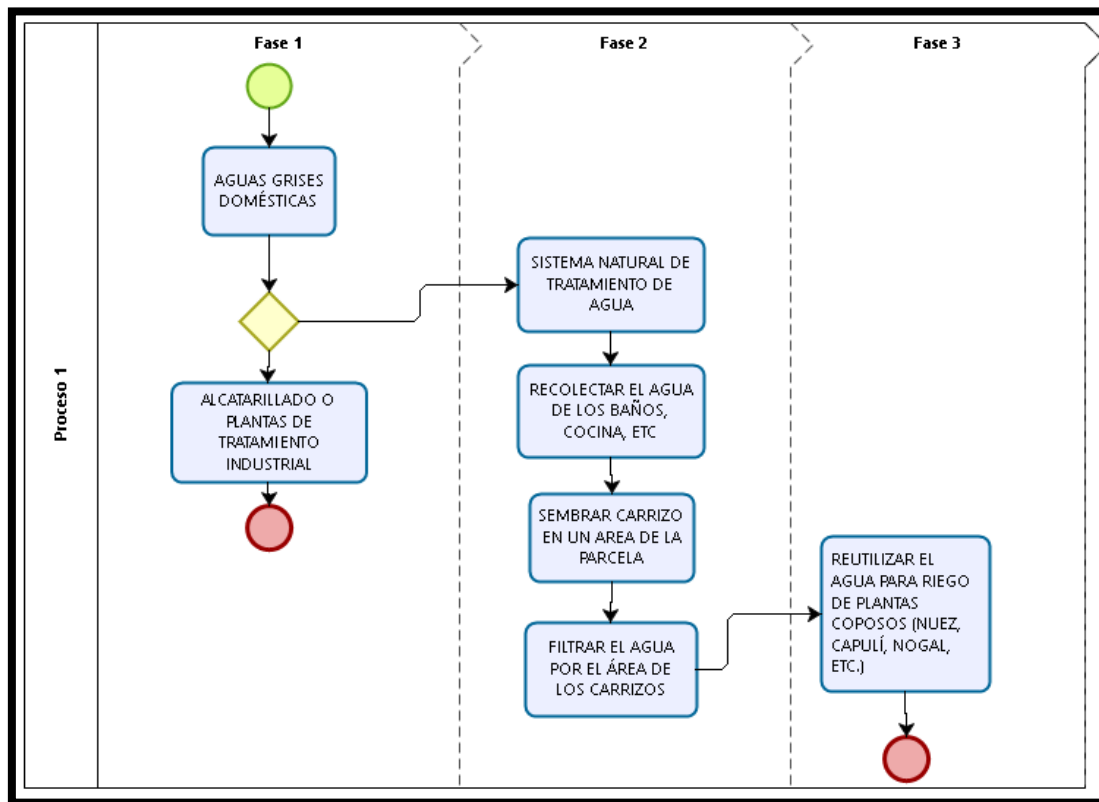 Fase 1
Fase 2
Fase 3
Proceso 1
AGUAS GRISES
DOMÉSTICAS
ALCATARILLADO O
PLANTAS DE
TRATAMIENTO
INDUSTRIAL
SISTEMA NATURAL DE
TRATAMIENTO DE
AGUA
RECOLECTAR EL AGUA
DE LOS BAÑOS,
COCINA, ETC
SEMBRAR CARRIZO
EN UN AREA DE LA
PARCELA
FILTRAR EL AGUA
POR EL ÁREA DE
LOS CARRIZOS
REUTILIZAR EL
AGUA PARA RIEGO
DE PLANTAS
COPOSOS (NUEZ,
CAPULÍ, NOGAL,
ETC.)